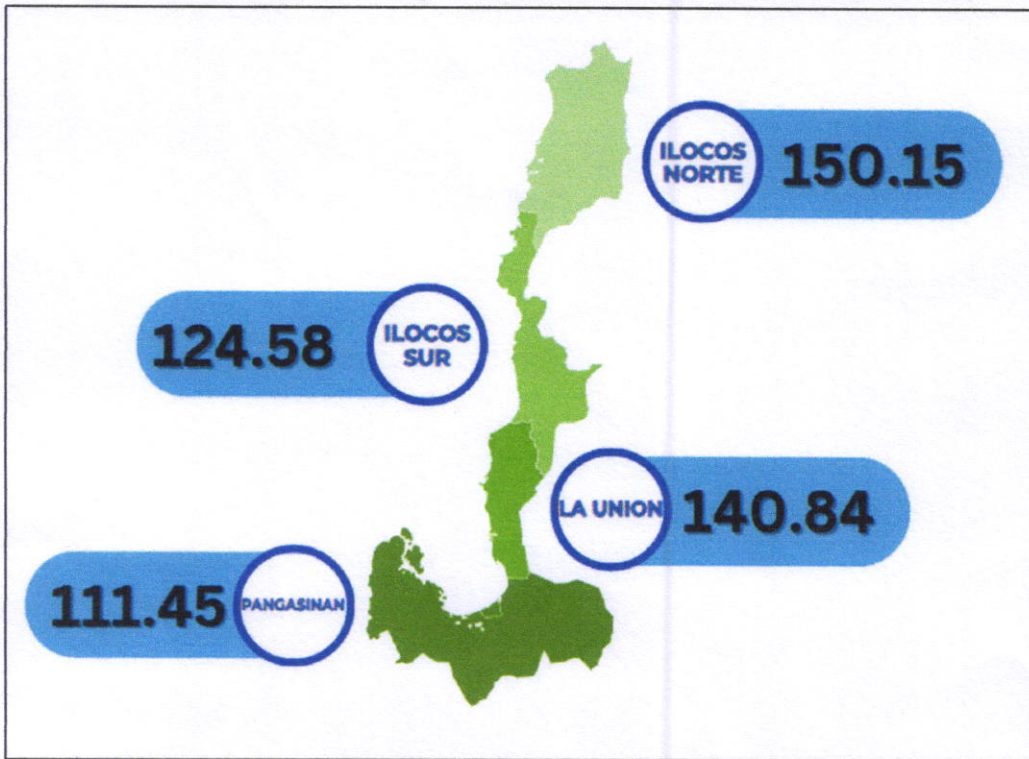 ILOCOS
NORTE
150.15
124.58
ILOCOS
SUR
LA UNION
140.84
111.45
PANGASINAN